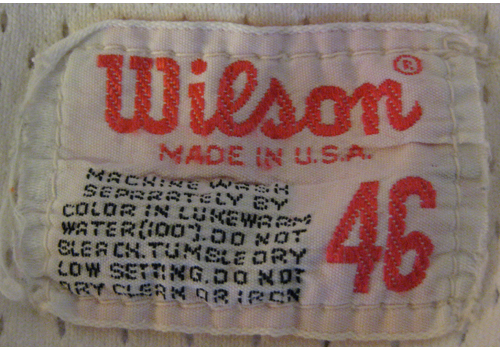 Wilson®
MADE IN U.S.A.
MACHINE WASH
SEPARATELY BY
COLOR IN LUKEWARM
WATER(100°).DO NOT
BLEACH.TUMBLE DRY
LOW SETTING.DO NOT
DRY CLEAN OR IRON
46